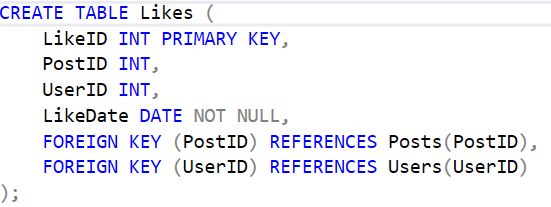 CREATE TABLE Likes (
    LikeID INT PRIMARY KEY,
    PostID INT,
    UserID INT,
    LikeDate DATE NOT NULL,
    FOREIGN KEY (PostID) REFERENCES Posts(PostID),
    FOREIGN KEY (UserID) REFERENCES Users(UserID)
);